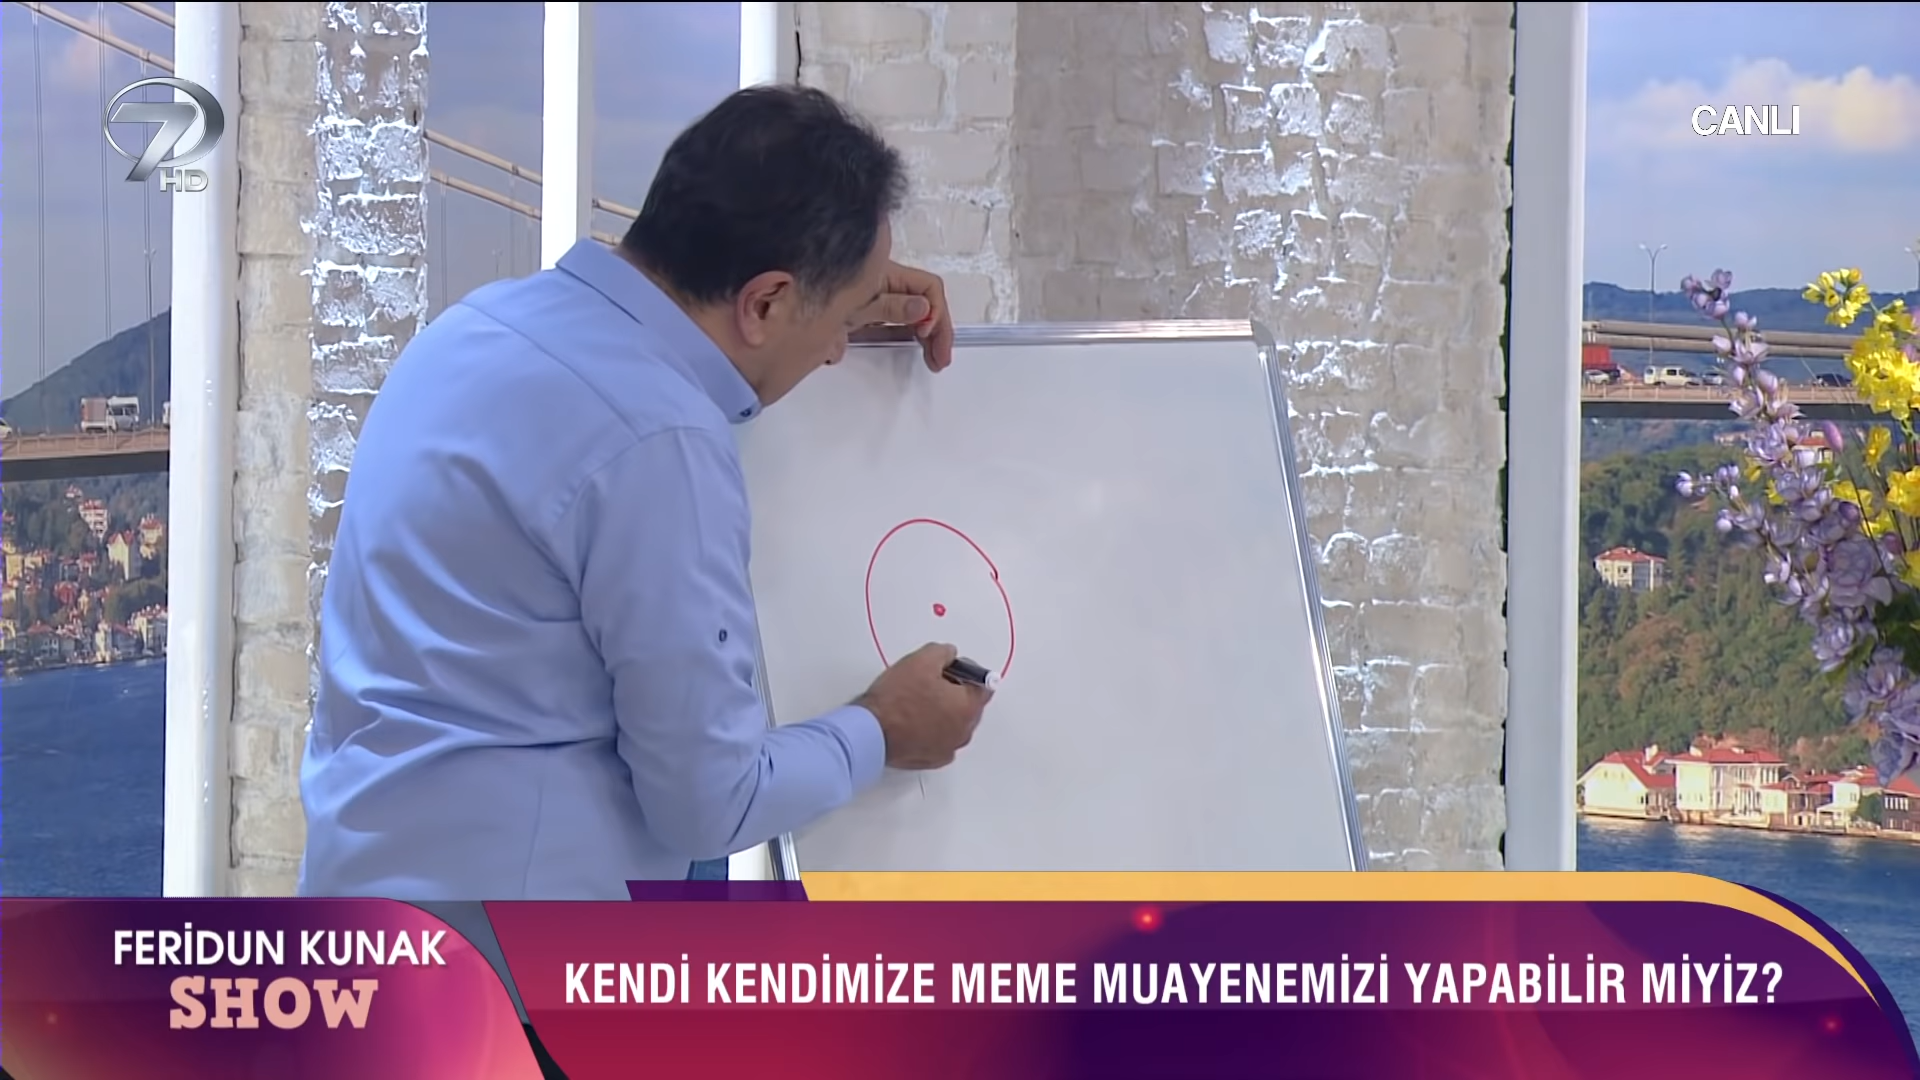 7
HD
CANLI
FERİDUN KUNAK
SHOW
KENDİ KENDİMİZE MEME MUAYENEMİZİ YAPABİLİR MİYİZ?